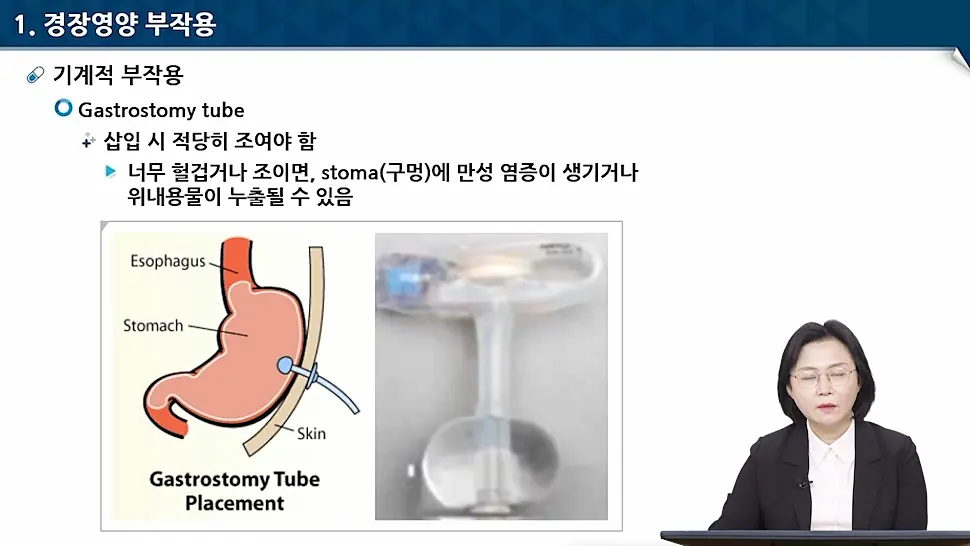 1. 경장영양 부작용
기계적 부작용
Gastrostomy tube
삽입 시 적당히 조여야 함
너무 헐겁거나 조이면, stoma(구멍)에 만성 염증이 생기거나
위내용물이 누출될 수 있음
Esophagus
Stomach
Skin
Gastrostomy Tube
Placement